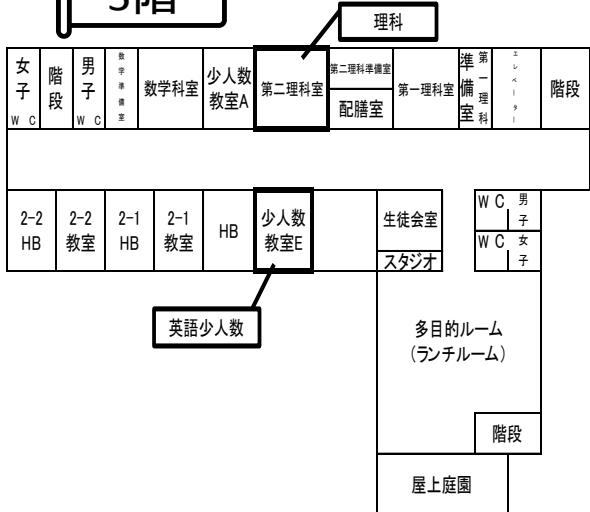 3階
理科
女子
WC
階段
男子
WC
数学準備室
数学科室
少人数
教室A
第二理科室
第二理科準備室
配膳室
第一理科室
第一理科
準備室
エレベーター
階段
2-2
HB
2-2
教室
2-1
HB
2-1
教室
HB
少人数
教室E
生徒会室
スタジオ
WC 男子
WC 女子
英語少人数
多目的ルーム
(ランチルーム)
階段
屋上庭園